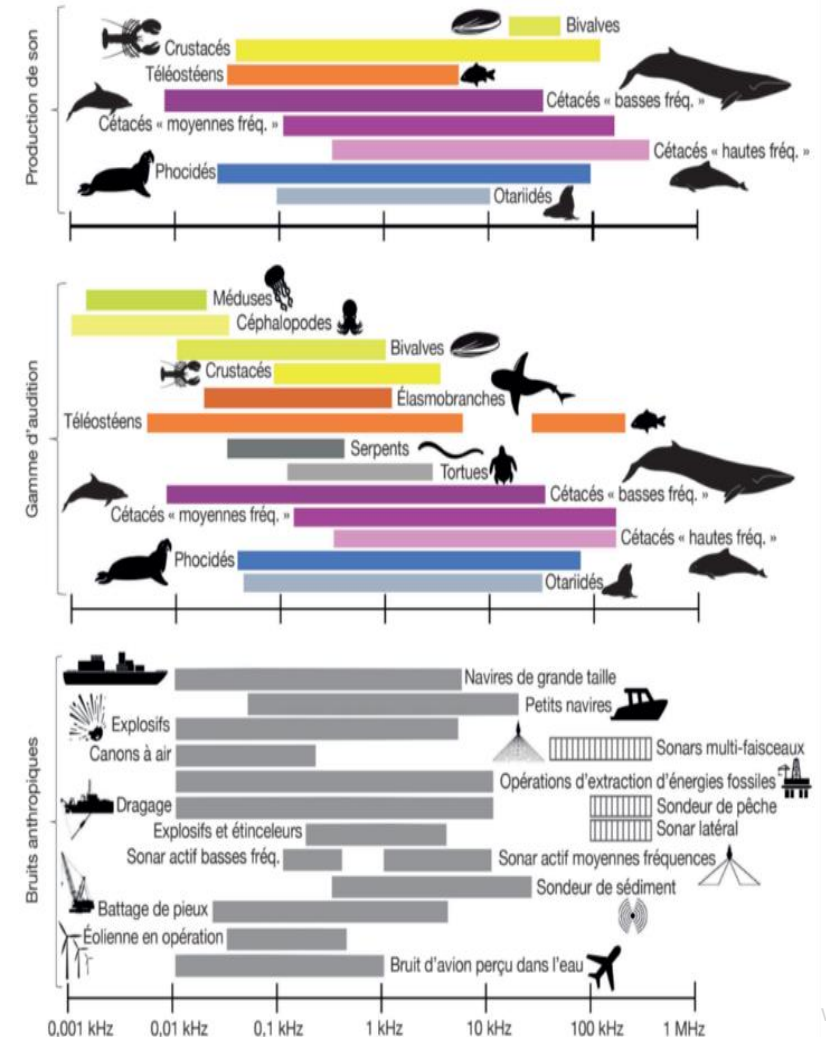 Production de son
Bivalves
Crustacés
Téléostéens
Cétacés « basses fréq. »
Cétacés « moyennes fréq. »
Cétacés « hautes fréq. »
Phocidés
Otariidés
Gamme d'audition
Méduses
Céphalopodes
Bivalves
Crustacés
Élasmobranches
Téléostéens
Serpents
Tortues
Cétacés « basses fréq. »
Cétacés « moyennes fréq. »
Cétacés « hautes fréq. »
Phocidés
Otariidés
Bruits anthropiques
Navires de grande taille
Petits navires
Explosifs
Canons à air
Sonars multi-faisceaux
Opérations d'extraction d'énergies fossiles
Dragage
Sondeur de pêche
Explosifs et étinceleurs
Sonar latéral
Sonar actif basses fréq.
Sonar actif moyennes fréquences
Sondeur de sédiment
Battage de pieux
Éolienne en opération
Bruit d'avion perçu dans l'eau
0,001 kHz 0,01 kHz 0,1 kHz 1 kHz 10 kHz 100 kHz 1 MHz